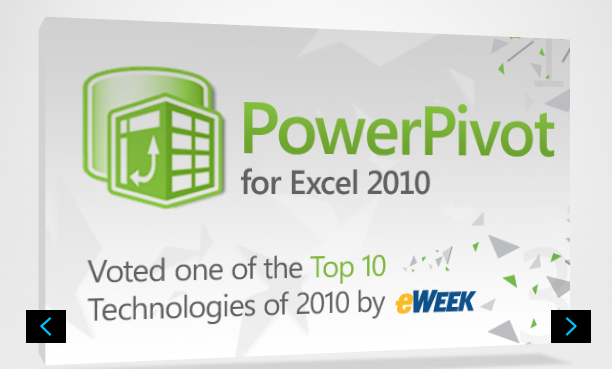 PowerPivot
for Excel 2010
Voted one of the Top 10
Technologies of 2010 by eWEEK